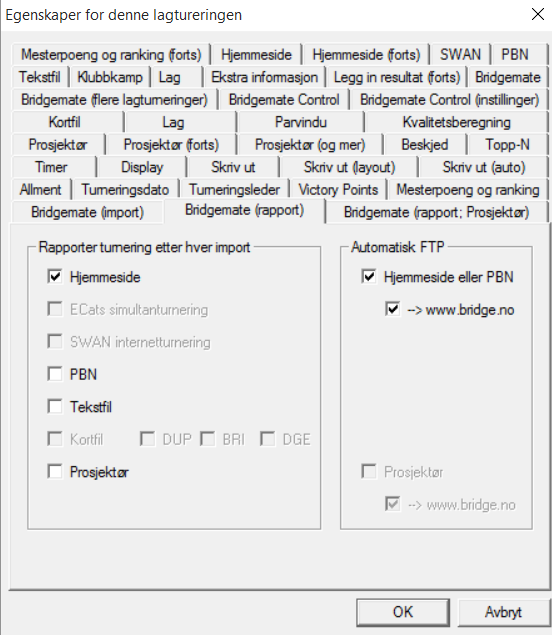 Egenskaper for denne lagtureringen
Mesterpoeng og ranking (forts) Hjemmeside Hjemmeside (forts) SWAN PBN
Tekstfil Klubbkamp Lag Ekstra informasjon Legg inn resultat (forts) Bridgemate
Bridgemate (flere lagturneringer) Bridgemate Control Bridgemate Control (instillinger)
Kortfil Lag Parvindu Kvalitetsberegning
Prosjektør Prosjektør (forts) Prosjektør (og mer) Beskjed Topp-N
Timer Display Skriv ut Skriv ut (layout) Skriv ut (auto)
Allment Turneringsdato Turneringsleder Victory Points Mesterpoeng og ranking
Bridgemate (import) Bridgemate (rapport) Bridgemate (rapport; Prosjektør)
Rapporter turnering etter hver import
Hjemmeside
ECats simultanturnering
SWAN internetturnering
PBN
Tekstfil
Kortfil DUP BRI DGE
Prosjektør
Automatisk FTP
Hjemmeside eller PBN
--> www.bridge.no
Prosjektør
--> www.bridge.no
OK Avbryt